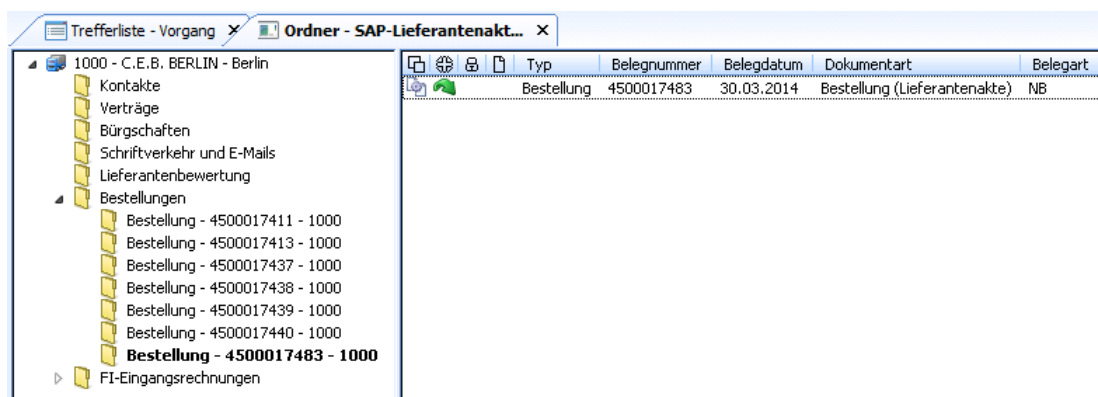 Trefferliste - Vorgang
Ordner - SAP-Lieferantenakt...
1000 - C.E.B. BERLIN - Berlin
Kontakte
Verträge
Bürgschaften
Schriftverkehr und E-Mails
Lieferantenbewertung
Bestellungen
Bestellung - 4500017411 - 1000
Bestellung - 4500017413 - 1000
Bestellung - 4500017437 - 1000
Bestellung - 4500017438 - 1000
Bestellung - 4500017439 - 1000
Bestellung - 4500017440 - 1000
Bestellung - 4500017483 - 1000
FI-Eingangsrechnungen
Typ Belegnummer Belegdatum Dokumentart Belegart
Bestellung 4500017483 30.03.2014 Bestellung (Lieferantenakte) NB